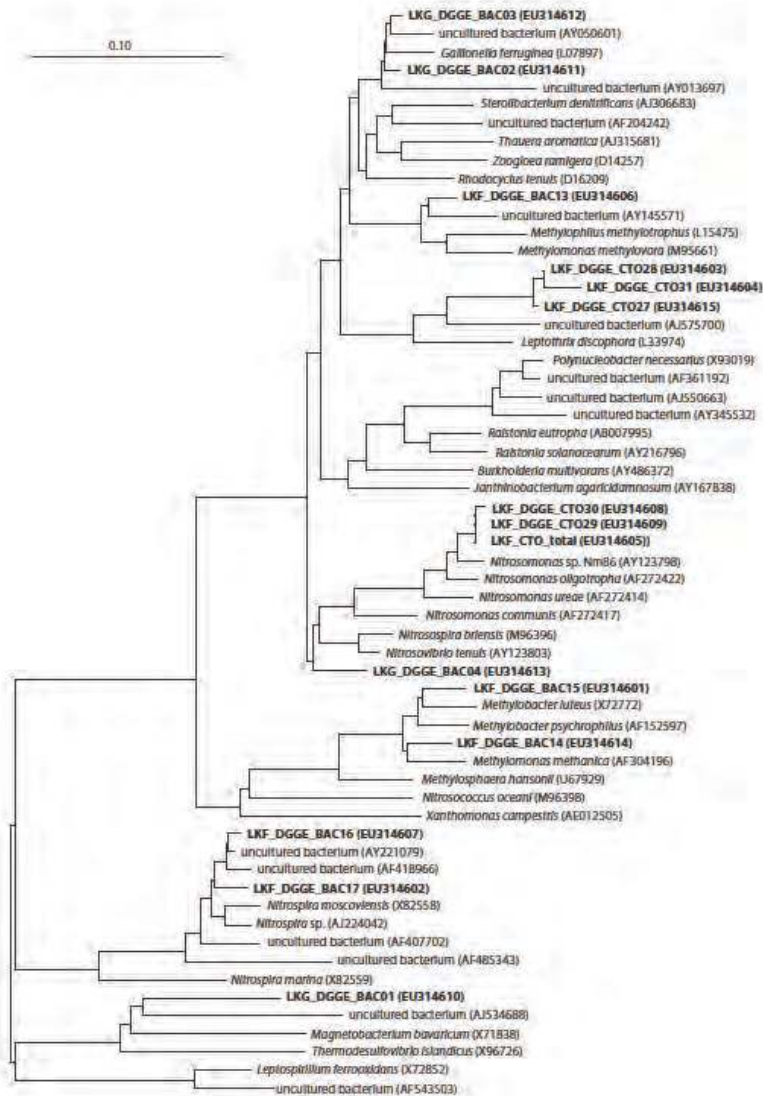 LKG_DGGE_BAC03 (EU314612)
0.10
uncultured bacterium (AY050601)
Gallionella ferruginea (L07897)
LKG_DGGE_BAC02 (EU314611)
uncultured bacterium (AY013697)
Sterolibacterium denitrificans (AJ306683)
uncultured bacterium (AF204242)
Thauera aromatica (AJ315681)
Zoogloea ramigera (D14257)
Rhodocyclus tenuis (D16209)
LKF_DGGE_BAC13 (EU314606)
uncultured bacterium (AY145571)
Methylophilus methylotrophus (L15475)
Methylomonas methylovora (M95661)
LKF_DGGE_CTO28 (EU314603)
LKF_DGGE_CTO31 (EU314604)
LKF_DGGE_CTO27 (EU314615)
uncultured bacterium (AJ575700)
Leptothrix discophora (L33974)
Polynucleobacter necessarius (X93019)
uncultured bacterium (AF361192)
uncultured bacterium (AJ550663)
uncultured bacterium (AY345532)
Ralstonia eutropha (AB007995)
Ralstonia solanacearum (AY216796)
Burkholderia multivorans (AY486372)
Janthinobacterium agaricidamnosum (AY167838)
LKF_DGGE_CTO30 (EU314608)
LKF_DGGE_CTO29 (EU314609)
LKF_CTO_total (EU314605))
Nitrosomonas sp. Nm86 (AY123798)
Nitrosomonas oligotropha (AF272422)
Nitrosomonas ureae (AF272414)
Nitrosomonas communis (AF272417)
Nitrosospira briensis (M96396)
Nitrosovibrio tenuis (AY123803)
LKG_DGGE_BAC04 (EU314613)
LKF_DGGE_BAC15 (EU314601)
Methylobacter luteus (X72772)
Methylobacter psychrophilus (AF152597)
LKF_DGGE_BAC14 (EU314614)
Methylomonas methanica (AF304196)
Methylosphaera hansonii (U67929)
Nitrosococcus oceani (M96398)
Xanthomonas campestris (AE012505)
LKF_DGGE_BAC16 (EU314607)
uncultured bacterium (AY221079)
uncultured bacterium (AF418966)
LKF_DGGE_BAC17 (EU314602)
Nitrospira moscoviensis (X82558)
Nitrospira sp. (AJ224042)
uncultured bacterium (AF407702)
uncultured bacterium (AF485343)
Nitrospira marina (X82559)
LKG_DGGE_BAC01 (EU314610)
uncultured bacterium (AJ534688)
Magnetobacterium bavaricum (X71838)
Thermodesulfovibrio islandicus (X96726)
Leptospirillum ferrooxidans (X72852)
uncultured bacterium (AF543503)